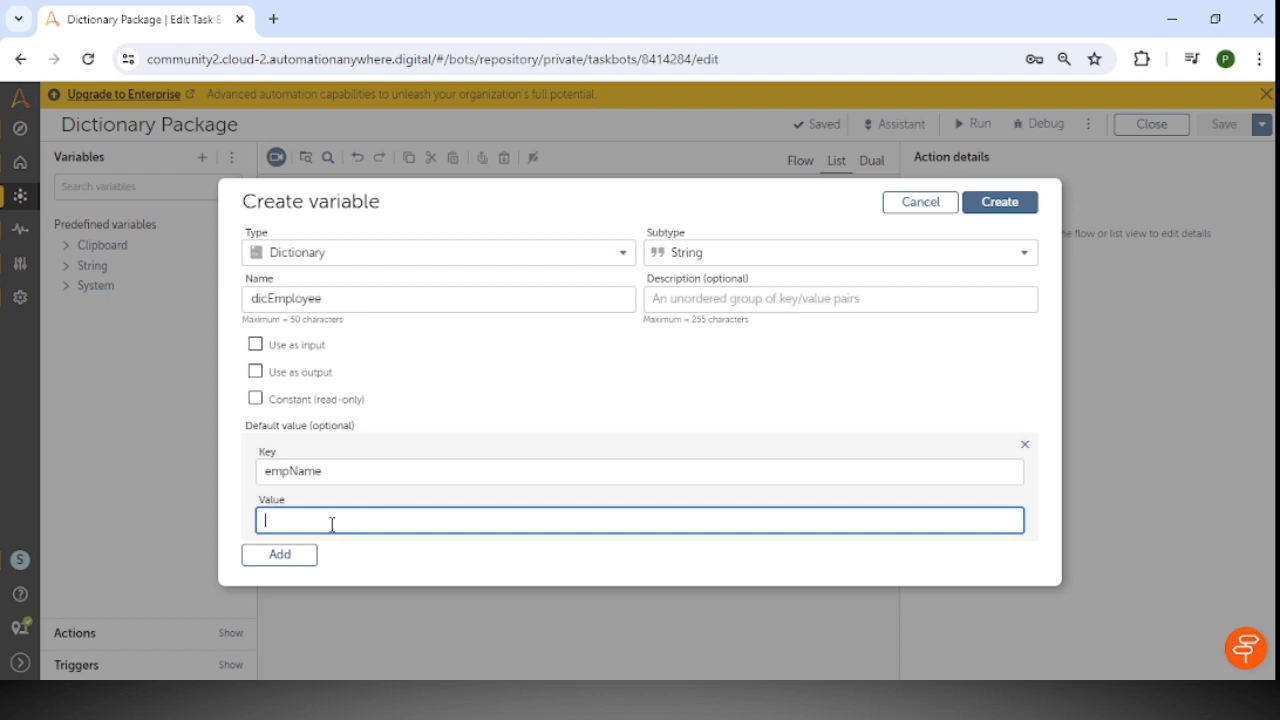 Dictionary Package | Edit Task B
community2.cloud-2.automationanywhere.digital/#/bots/repository/private/taskbots/8414284/edit
P
Upgrade to Enterprise Advanced automation capabilities to unleash your organization's full potential.
Dictionary Package
Saved
Assistant
Run
Debug
Close
Save
Variables
Flow
List
Dual
Action details
Search variables
Create variable
Cancel
Create
Predefined variables
Clipboard
String
System
Type
Subtype
Dictionary
String
he flow or list view to edit details
Name
Description (optional)
dicEmployee
An unordered group of key/value pairs
Maximum = 50 characters
Maximum = 255 characters
Use as input
Use as output
Constant (read-only)
Default value (optional)
Key
empName
Value
Add
S
Actions
Show
Triggers
Show